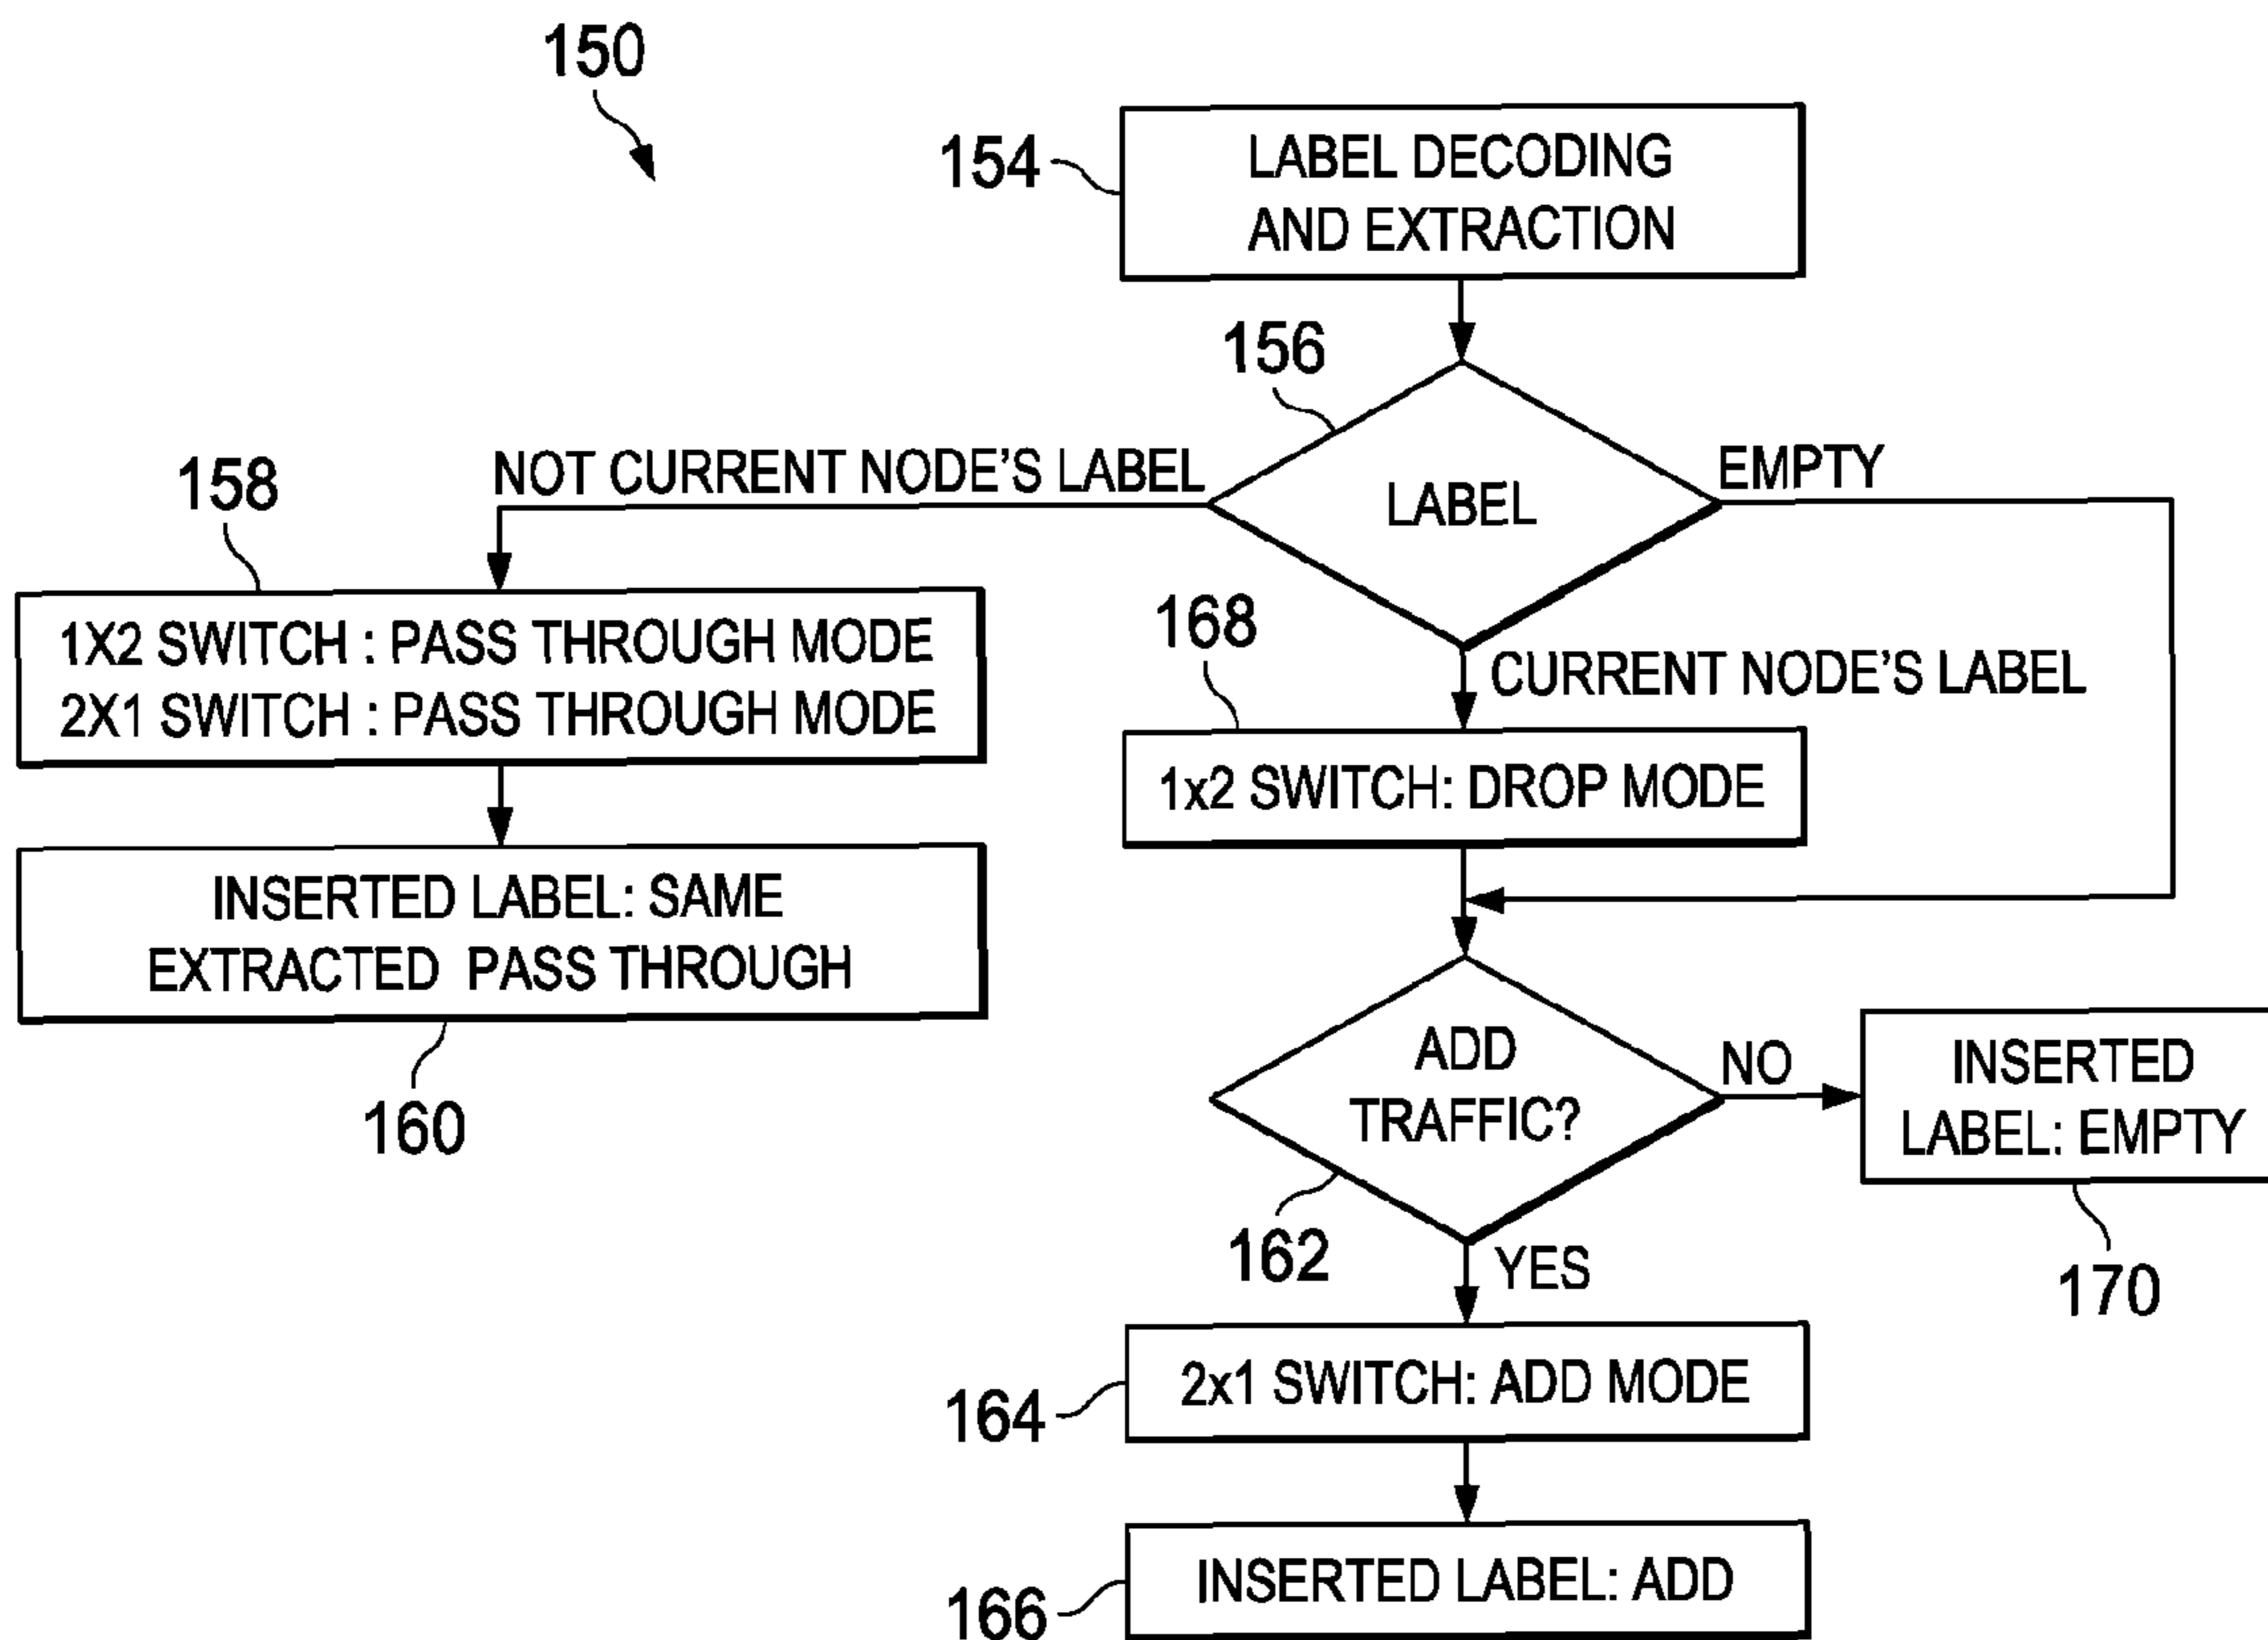 150
154
LABEL DECODING
AND EXTRACTION
156
LABEL
NOT CURRENT NODE'S LABEL
EMPTY
CURRENT NODE'S LABEL
158
1X2 SWITCH : PASS THROUGH MODE
2X1 SWITCH : PASS THROUGH MODE
168
1x2 SWITCH: DROP MODE
INSERTED LABEL: SAME
EXTRACTED PASS THROUGH
160
ADD
TRAFFIC?
162
NO
INSERTED
LABEL: EMPTY
170
YES
164
2x1 SWITCH: ADD MODE
166
INSERTED LABEL: ADD